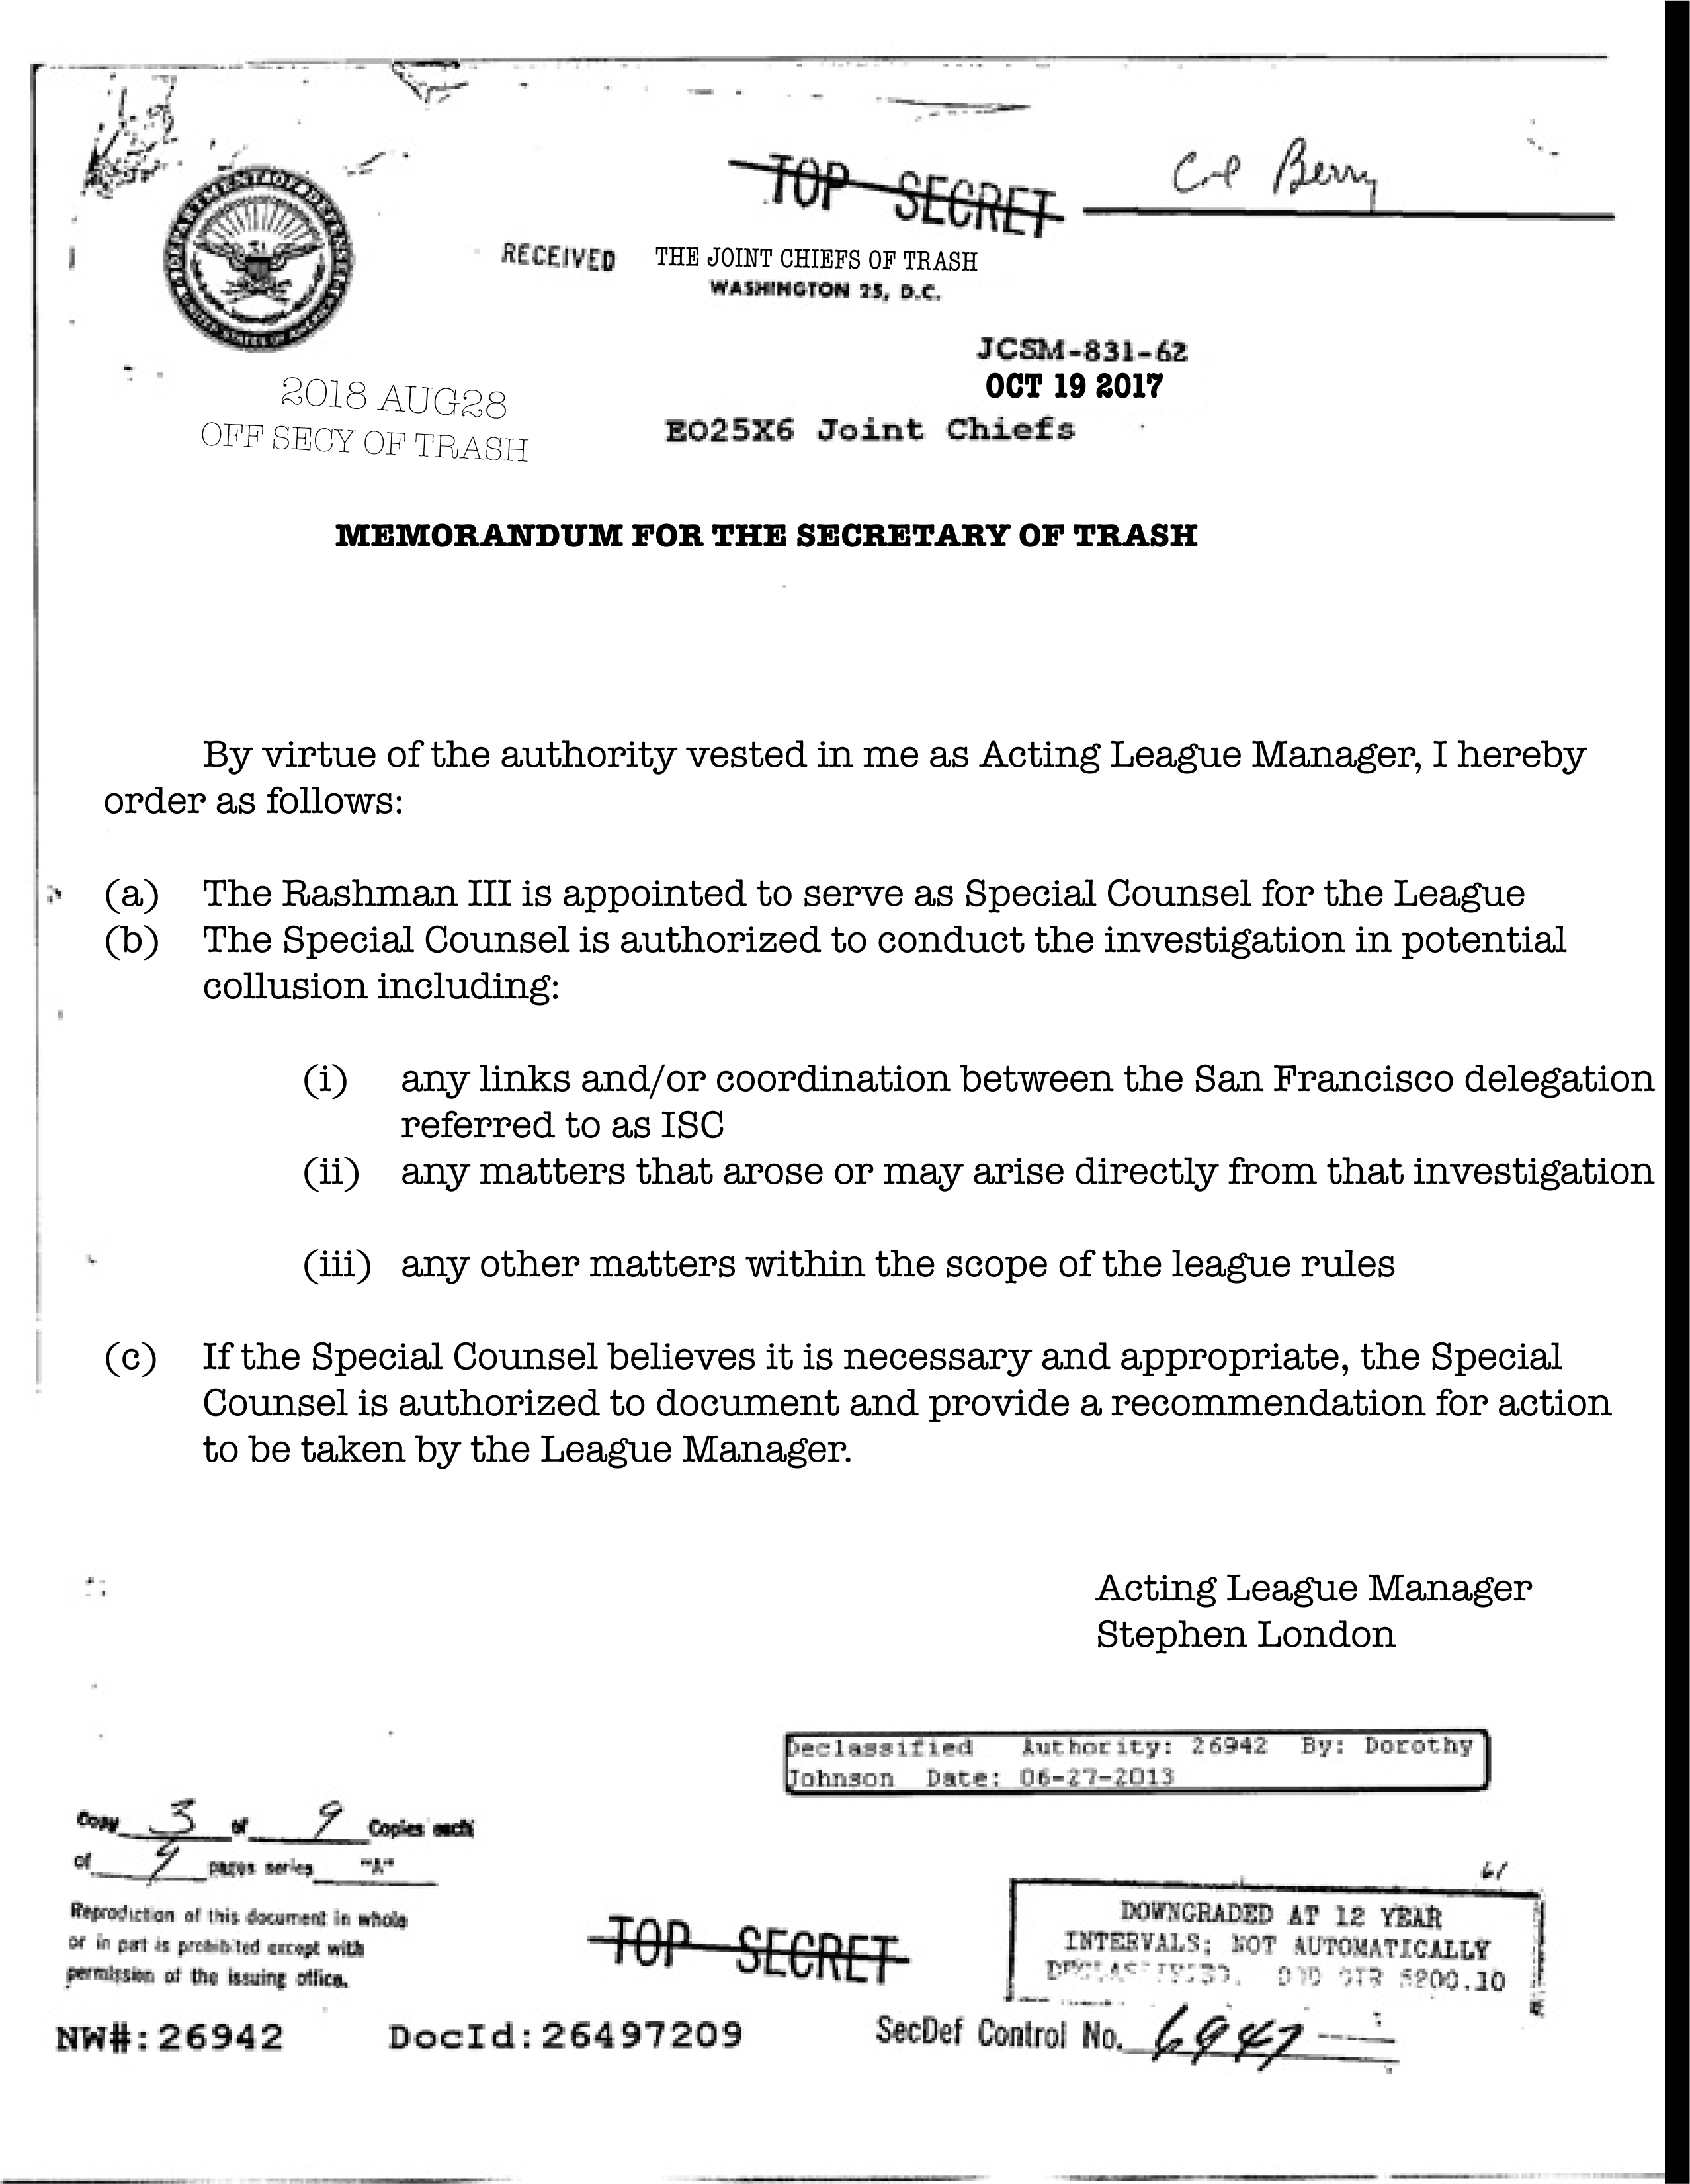 TOP SECRET
Col Berry
RECEIVED THE JOINT CHIEFS OF TRASH
WASHINGTON 25, D.C.
DEPARTMENT OF DEFENSE
UNITED STATES OF AMERICA
JCSM-831-62
OCT 19 2017
2018 AUG28
OFF SECY OF TRASH
EO25X6 Joint Chiefs
MEMORANDUM FOR THE SECRETARY OF TRASH
By virtue of the authority vested in me as Acting League Manager, I hereby
order as follows:
(a) The Rashman III is appointed to serve as Special Counsel for the League
(b) The Special Counsel is authorized to conduct the investigation in potential
collusion including:
(i) any links and/or coordination between the San Francisco delegation
referred to as ISC
(ii) any matters that arose or may arise directly from that investigation
(iii) any other matters within the scope of the league rules
(c) If the Special Counsel believes it is necessary and appropriate, the Special
Counsel is authorized to document and provide a recommendation for action
to be taken by the League Manager.
Acting League Manager
Stephen London
Declassified Authority: 26942 By: Dorothy
Johnson Date: 06-27-2013
Copy 3 of 9 Copies each
of 4 pages series "A"
Reproduction of this document in whole
or in part is prohibited except with
permission of the issuing office.
TOP SECRET
61
DOWNGRADED AT 12 YEAR
INTERVALS; NOT AUTOMATICALLY
DECLASSIFIED. DOD DIR 5200.10
NW#:26942 DocId:26497209
SecDef Control No. 6947